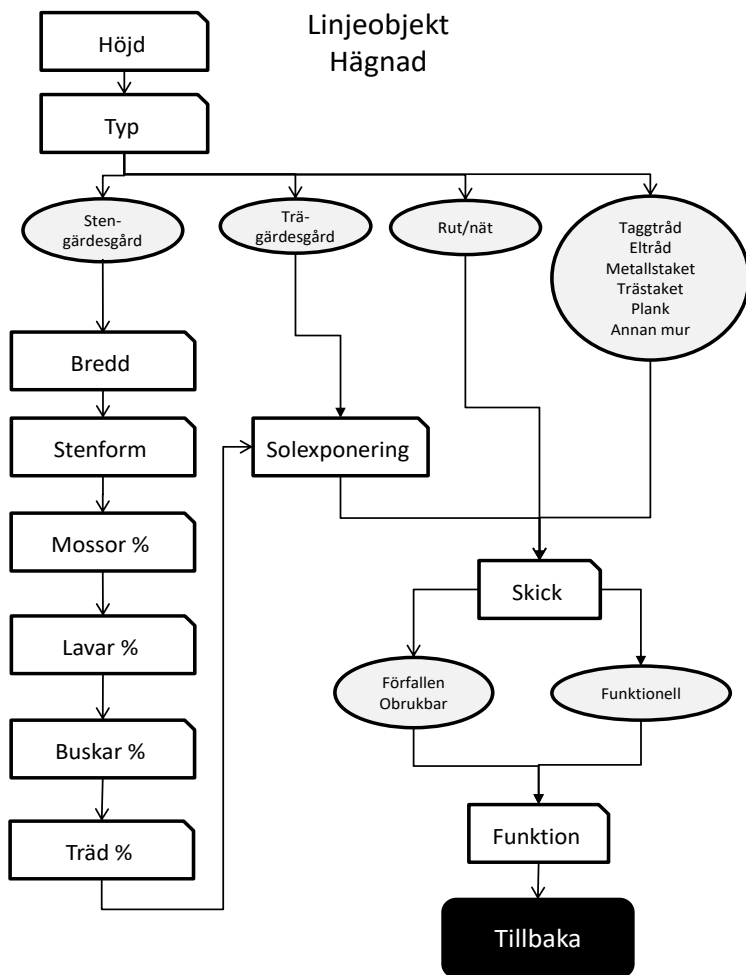 Linjeobjekt
Hägnad
Höjd
Typ
Sten-
gärdesgård
Trä-
gärdesgård
Rut/nät
Taggtråd
Eltråd
Metallstaket
Trästaket
Plank
Annan mur
Bredd
Stenform
Solexponering
Mossor %
Skick
Lavar %
Förfallen
Obrukbar
Funktionell
Buskar %
Träd %
Funktion
Tillbaka